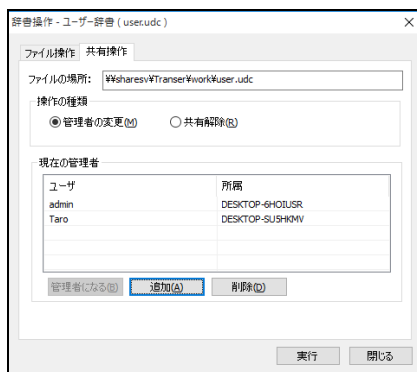 辞書操作 - ユーザー辞書 ( user.udc )
ファイル操作 共有操作
ファイルの場所: ¥¥sharesv¥Transer¥work¥user.udc
操作の種類
管理者の変更(M) 共有解除(R)
現在の管理者
ユーザ 所属
admin DESKTOP-6HOIUSR
Taro DESKTOP-SU5HKMV
管理者になる(B) 追加(A) 削除(D)
実行 閉じる